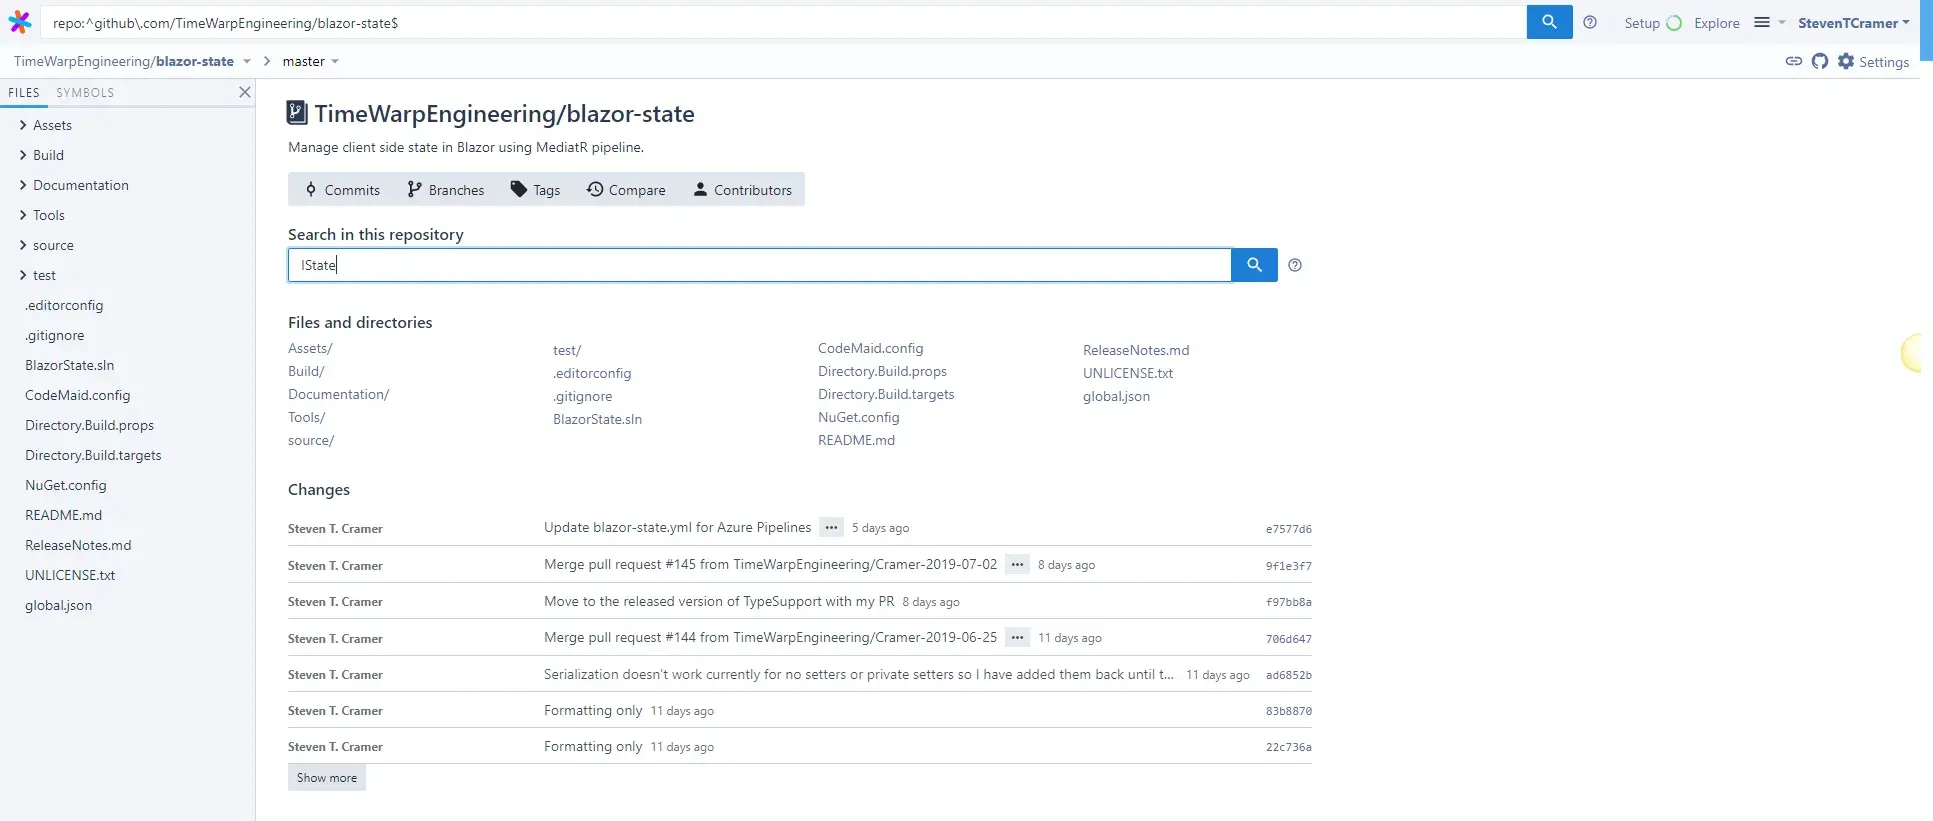 repo:^github\.com/TimeWarpEngineering/blazor-state$
Setup Explore StevenTCramer
TimeWarpEngineering/blazor-state master Settings
FILES SYMBOLS
Assets
Build
Documentation
Tools
source
test
.editorconfig
.gitignore
BlazorState.sln
CodeMaid.config
Directory.Build.props
Directory.Build.targets
NuGet.config
README.md
ReleaseNotes.md
UNLICENSE.txt
global.json
TimeWarpEngineering/blazor-state
Manage client side state in Blazor using MediatR pipeline.
Commits Branches Tags Compare Contributors
Search in this repository
IState
Files and directories
Assets/
Build/
Documentation/
Tools/
source/
test/
.editorconfig
.gitignore
BlazorState.sln
CodeMaid.config
Directory.Build.props
Directory.Build.targets
NuGet.config
README.md
ReleaseNotes.md
UNLICENSE.txt
global.json
Changes
Steven T. Cramer Update blazor-state.yml for Azure Pipelines ••• 5 days ago e7577d6
Steven T. Cramer Merge pull request #145 from TimeWarpEngineering/Cramer-2019-07-02 ••• 8 days ago 9f1e3f7
Steven T. Cramer Move to the released version of TypeSupport with my PR 8 days ago f97bb8a
Steven T. Cramer Merge pull request #144 from TimeWarpEngineering/Cramer-2019-06-25 ••• 11 days ago 706d647
Steven T. Cramer Serialization doesn't work currently for no setters or private setters so I have added them back until t... 11 days ago ad6852b
Steven T. Cramer Formatting only 11 days ago 83b8870
Steven T. Cramer Formatting only 11 days ago 22c736a
Show more